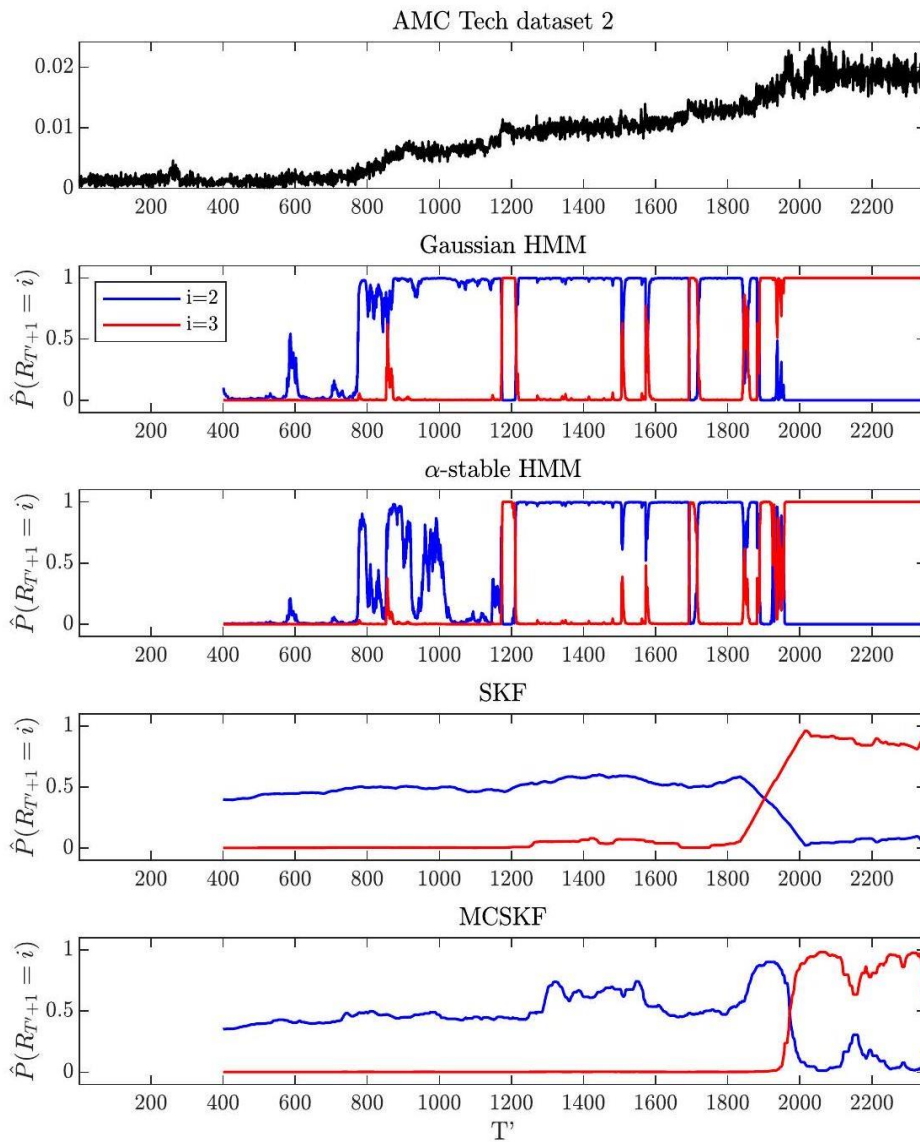 AMC Tech dataset 2
0.02
0.01
0
200 400 600 800 1000 1200 1400 1600 1800 2000 2200
Gaussian HMM
P̂(R_{T'+1} = i)
1
0.5
0
i=2
i=3
200 400 600 800 1000 1200 1400 1600 1800 2000 2200
α-stable HMM
P̂(R_{T'+1} = i)
1
0.5
0
200 400 600 800 1000 1200 1400 1600 1800 2000 2200
SKF
P̂(R_{T'+1} = i)
1
0.5
0
200 400 600 800 1000 1200 1400 1600 1800 2000 2200
MCSKF
P̂(R_{T'+1} = i)
1
0.5
0
200 400 600 800 1000 1200 1400 1600 1800 2000 2200
T'